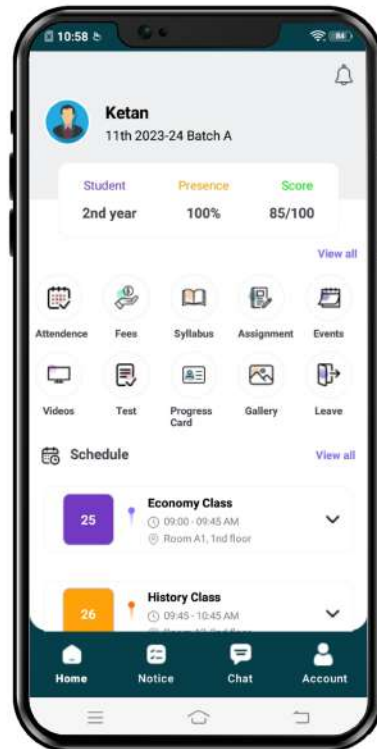 10:58
84
Ketan
11th 2023-24 Batch A
Student Presence Score
2nd year 100% 85/100
View all
Attendence Fees Syllabus Assignment Events
Videos Test Progress Card Gallery Leave
Schedule View all
25
Economy Class
09:00 - 09:45 AM
Room A1, 1nd floor
26
History Class
09:45 - 10:45 AM
Home Notice Chat Account